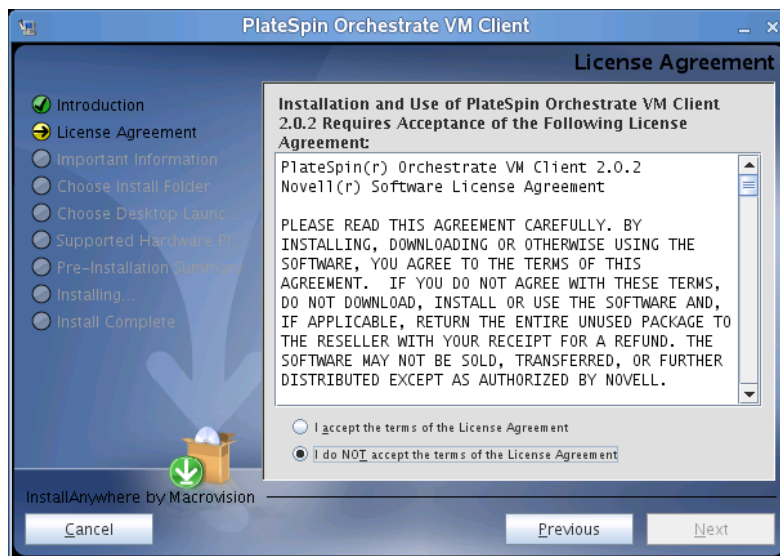 PlateSpin Orchestrate VM Client
License Agreement
Introduction
License Agreement
Important Information
Choose Install Folder
Choose Desktop Launc...
Supported Hardware Pl...
Pre-Installation Summary
Installing...
Install Complete
Installation and Use of PlateSpin Orchestrate VM Client
2.0.2 Requires Acceptance of the Following License
Agreement:
PlateSpin(r) Orchestrate VM Client 2.0.2
Novell(r) Software License Agreement
PLEASE READ THIS AGREEMENT CAREFULLY. BY
INSTALLING, DOWNLOADING OR OTHERWISE USING THE
SOFTWARE, YOU AGREE TO THE TERMS OF THIS
AGREEMENT. IF YOU DO NOT AGREE WITH THESE TERMS,
DO NOT DOWNLOAD, INSTALL OR USE THE SOFTWARE AND,
IF APPLICABLE, RETURN THE ENTIRE UNUSED PACKAGE TO
THE RESELLER WITH YOUR RECEIPT FOR A REFUND. THE
SOFTWARE MAY NOT BE SOLD, TRANSFERRED, OR FURTHER
DISTRIBUTED EXCEPT AS AUTHORIZED BY NOVELL.
I accept the terms of the License Agreement
I do NOT accept the terms of the License Agreement
InstallAnywhere by Macrovision
Cancel
Previous
Next